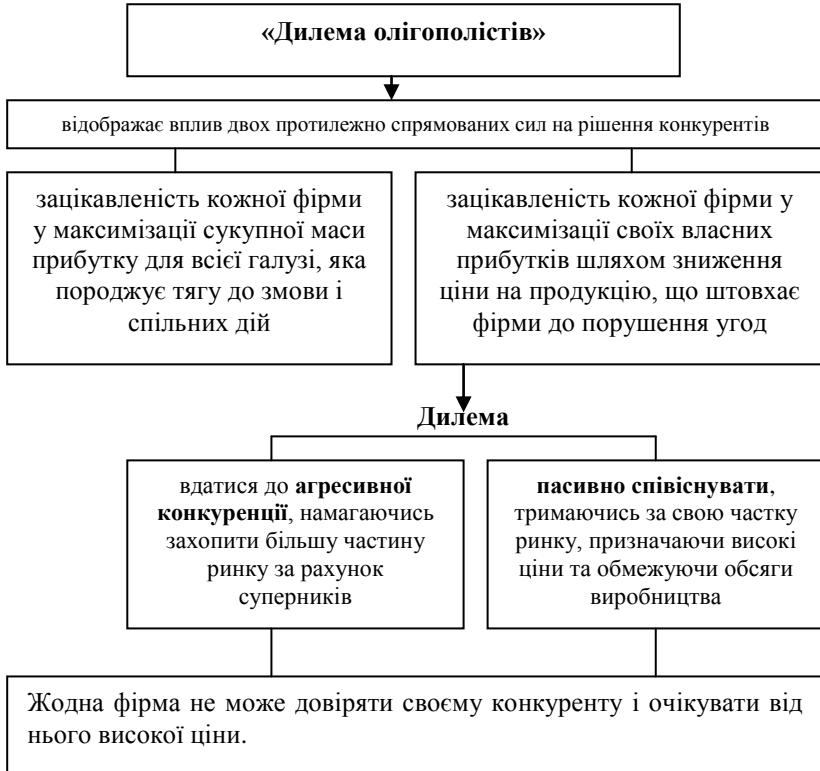 «Дилема олігополістів»
відображає вплив двох протилежно спрямованих сил на рішення конкурентів
зацікавленість кожної фірми
у максимізації сукупної маси
прибутку для всієї галузі, яка
породжує тягу до змови і
спільних дій
зацікавленість кожної фірми у
максимізації своїх власних
прибутків шляхом зниження
ціни на продукцію, що штовхає
фірми до порушення угод
Дилема
вдатися до агресивної
конкуренції, намагаючись
захопити більшу частину
ринку за рахунок
суперників
пасивно співіснувати,
тримаючись за свою частку
ринку, призначаючи високі
ціни та обмежуючи обсяги
виробництва
Жодна фірма не може довіряти своєму конкуренту і очікувати від
нього високої ціни.